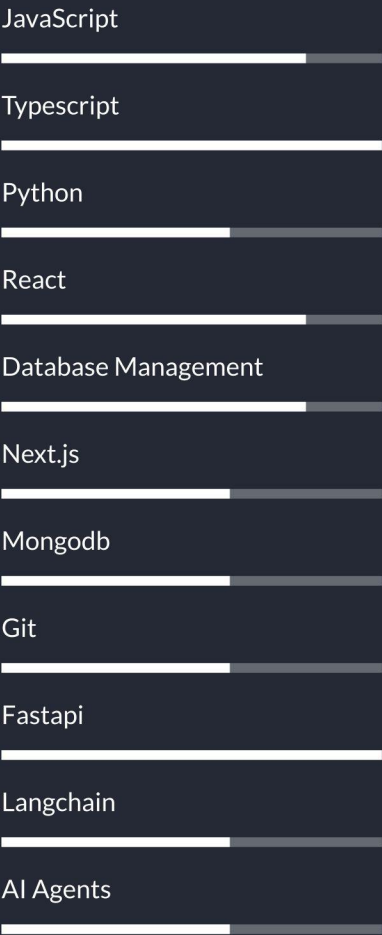 JavaScript
Typescript
Python
React
Database Management
Next.js
Mongodb
Git
Fastapi
Langchain
AI Agents